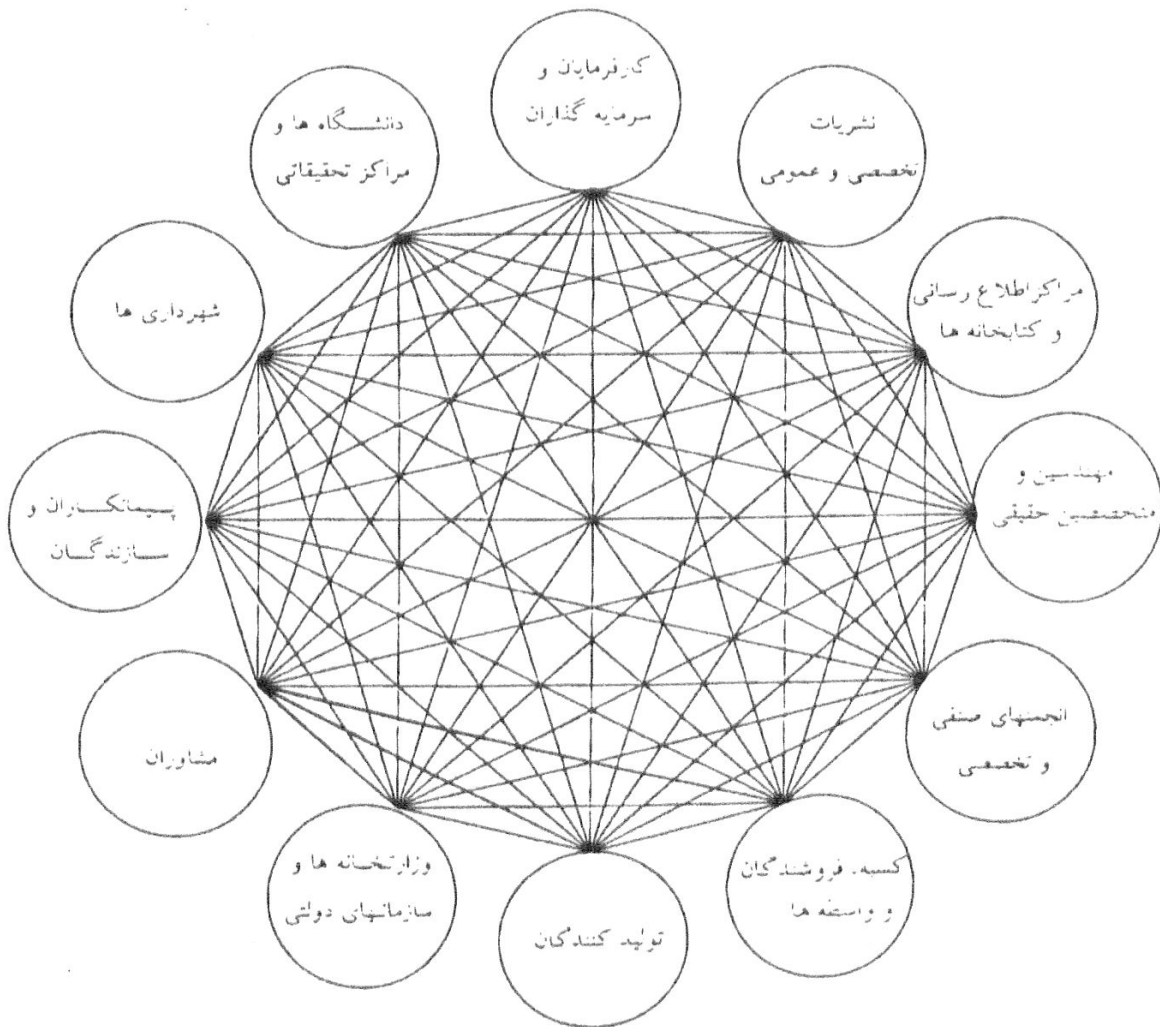 کارفرمایان و
سرمایه گذاران
نشریات
تخصصی و عمومی
مراکز اطلاع رسانی
و کتابخانه ها
مهندسین و
متخصصین حقیقی
انجمنهای صنفی
و تخصصی
کسبه، فروشندگان
و واسطه ها
تولید کنندگان
وزارتخانه ها و
سازمانهای دولتی
مشاوران
پیمانکاران و
سازندگان
شهرداری ها
دانشگاه ها و
مراکز تحقیقاتی